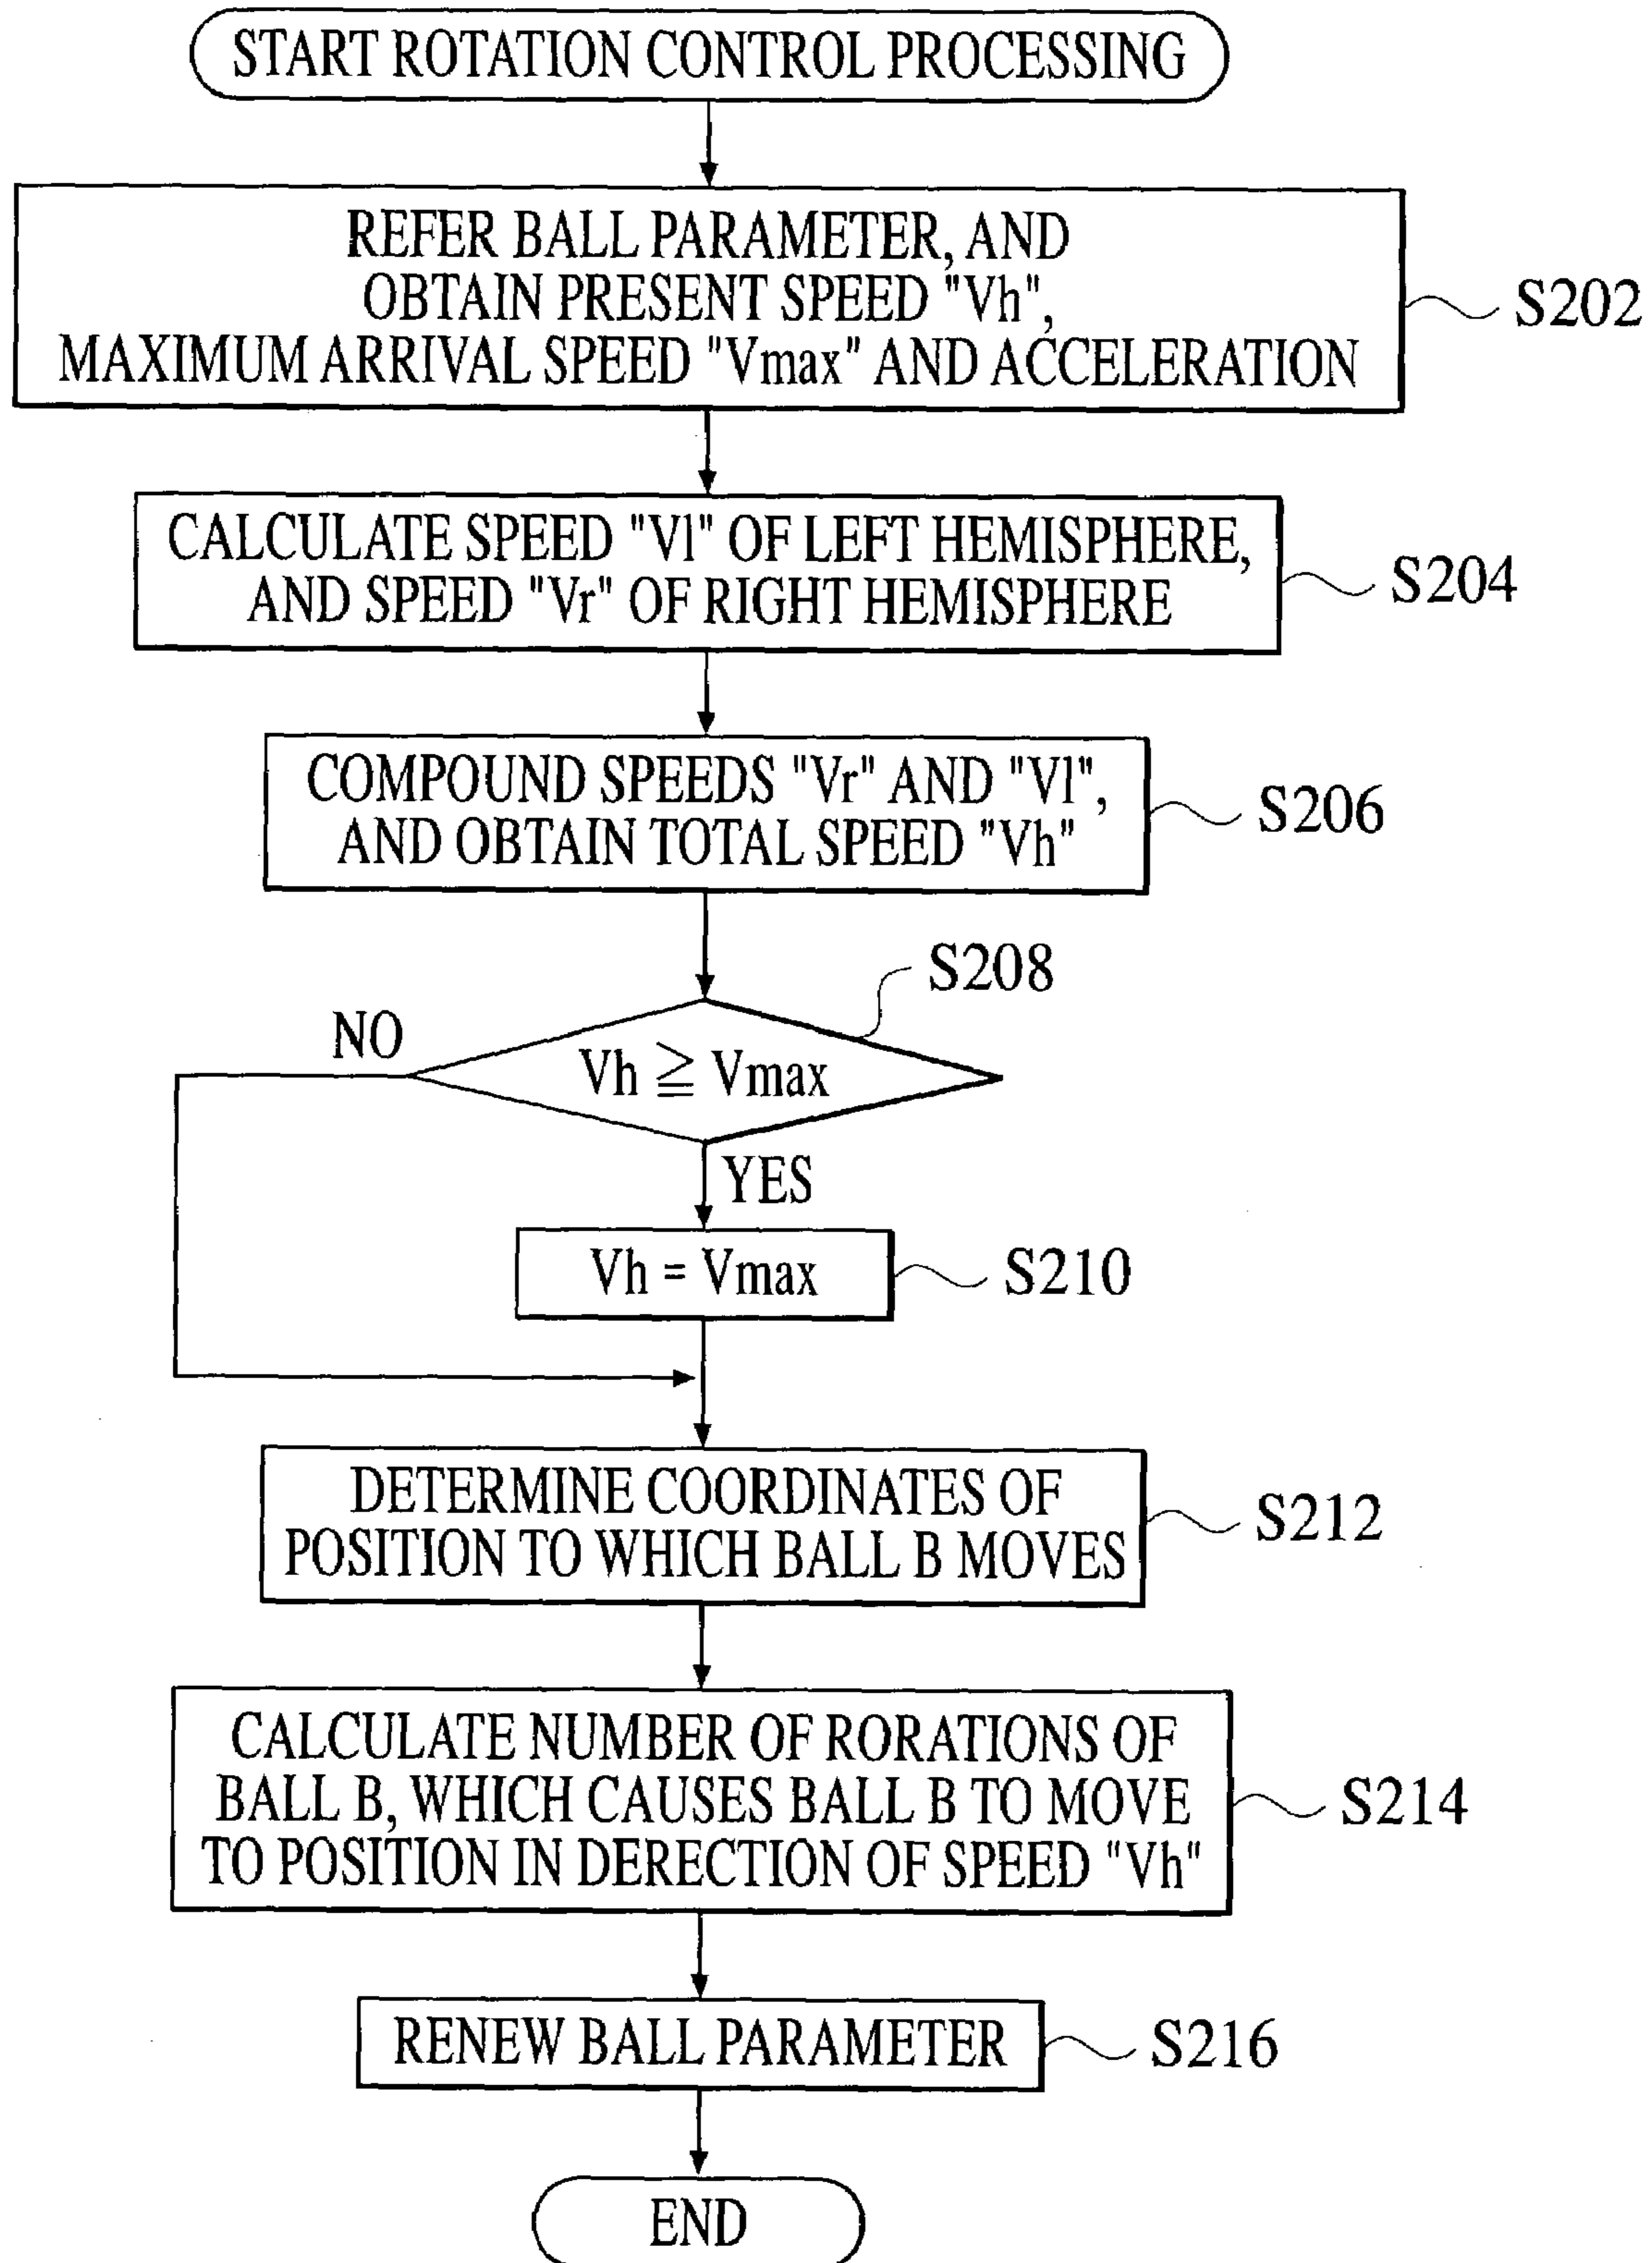 START ROTATION CONTROL PROCESSING
REFER BALL PARAMETER, AND
OBTAIN PRESENT SPEED "Vh",
MAXIMUM ARRIVAL SPEED "Vmax" AND ACCELERATION
S202
CALCULATE SPEED "Vl" OF LEFT HEMISPHERE,
AND SPEED "Vr" OF RIGHT HEMISPHERE
S204
COMPOUND SPEEDS "Vr" AND "Vl",
AND OBTAIN TOTAL SPEED "Vh"
S206
S208
NO
Vh ≧ Vmax
YES
Vh = Vmax
S210
DETERMINE COORDINATES OF
POSITION TO WHICH BALL B MOVES
S212
CALCULATE NUMBER OF RORATIONS OF
BALL B, WHICH CAUSES BALL B TO MOVE
TO POSITION IN DERECTION OF SPEED "Vh"
S214
RENEW BALL PARAMETER
S216
END